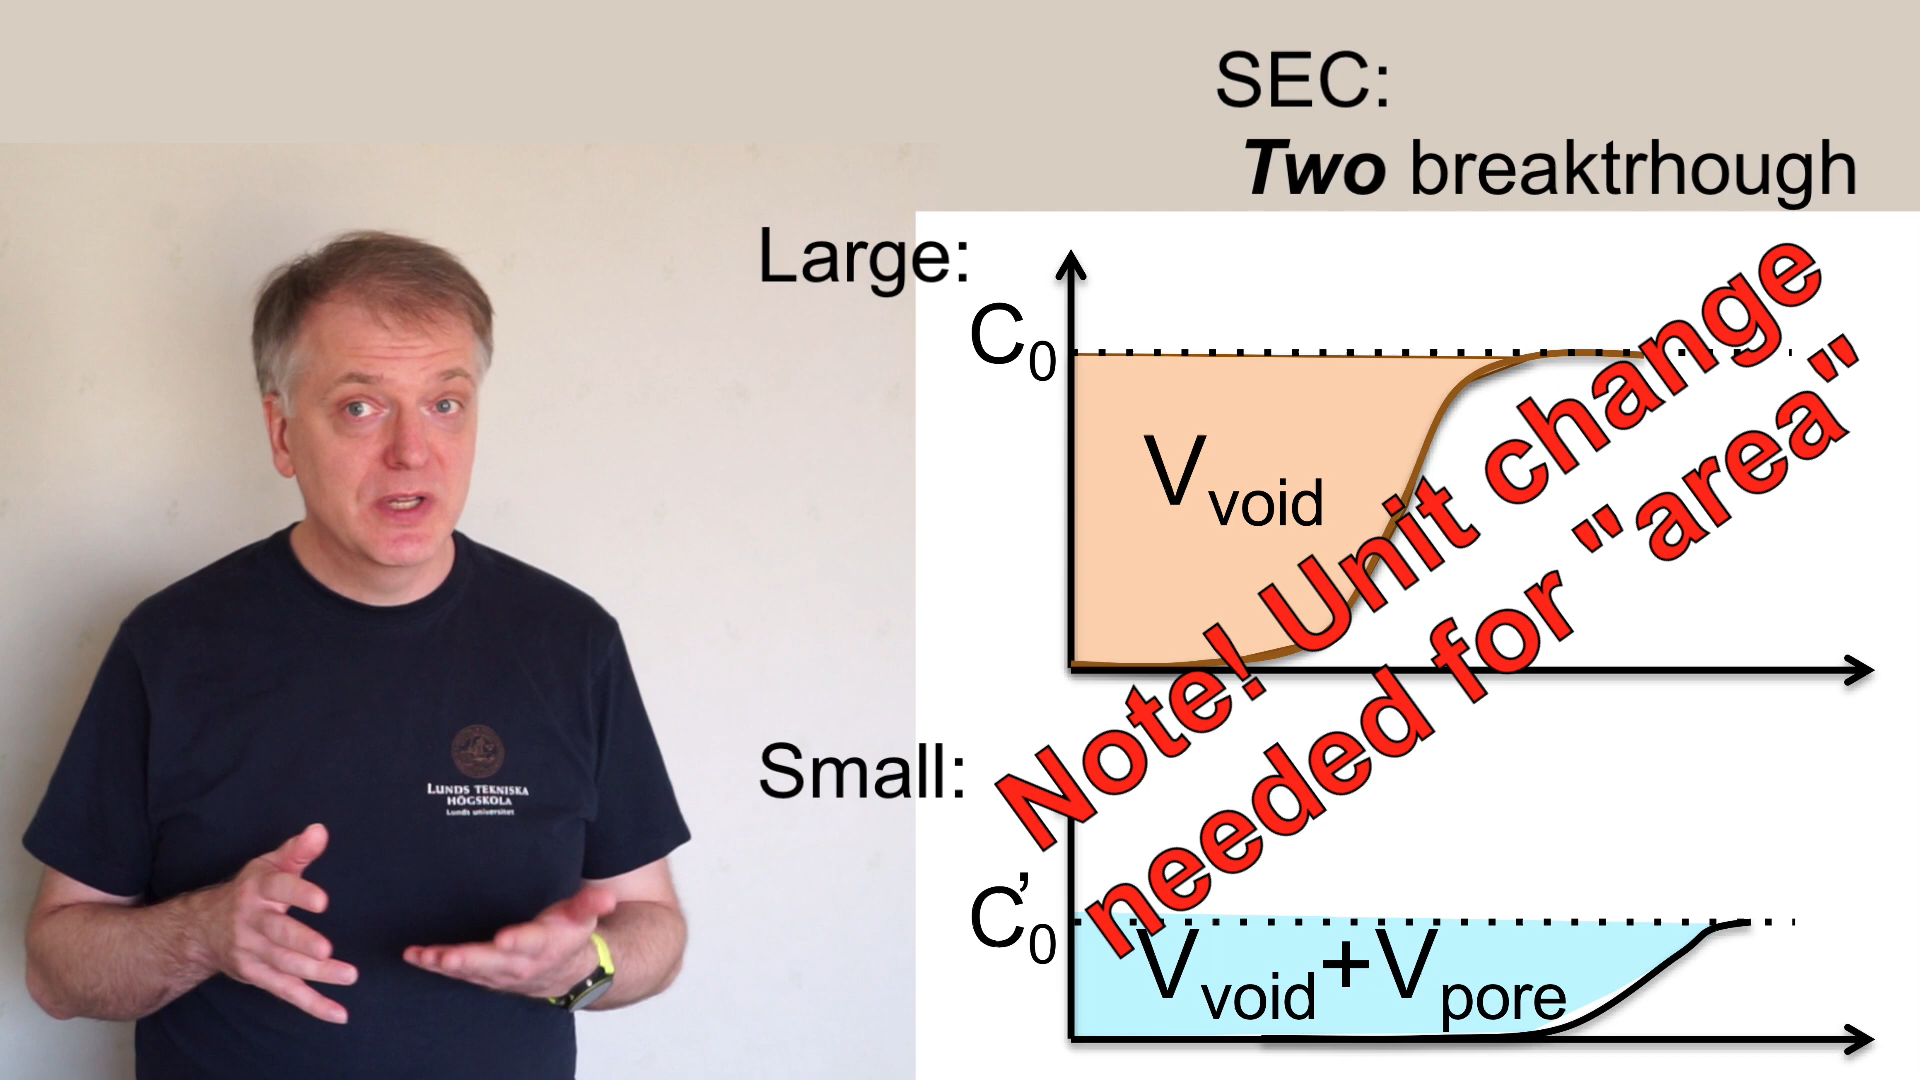 SEC:
Two breaktrhough
Large:
C0
Vvoid
Note! Unit change
needed for "area"
Small:
C'0
Vvoid+Vpore
LUNDS TEKNISKA
HÖGSKOLA
Lunds universitet